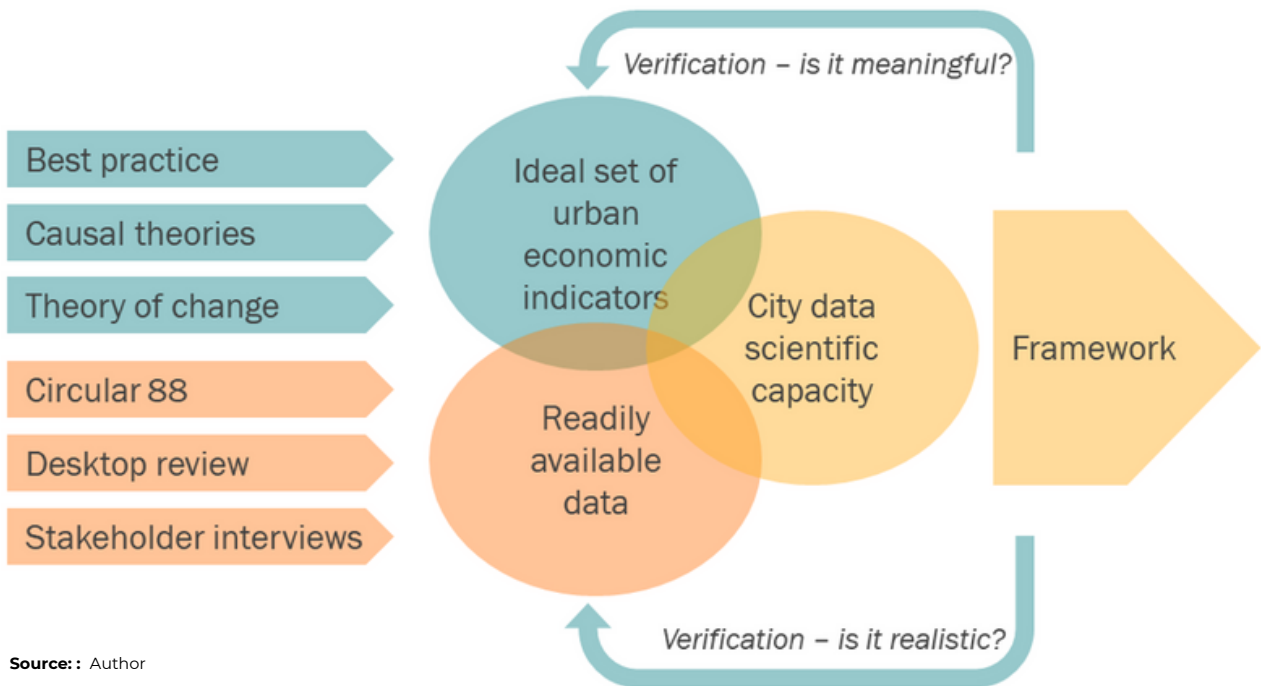 Verification – is it meaningful?
Best practice
Causal theories
Theory of change
Circular 88
Desktop review
Stakeholder interviews
Ideal set of
urban
economic
indicators
City data
scientific
capacity
Readily
available
data
Framework
Verification – is it realistic?
Source: : Author